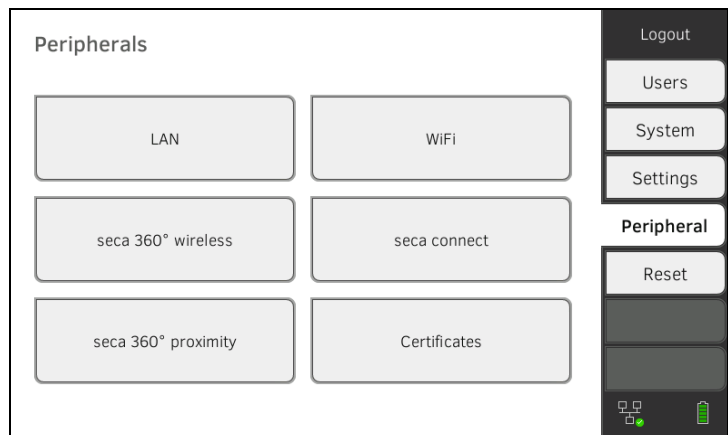 Peripherals
LAN
WiFi
seca 360° wireless
seca connect
seca 360° proximity
Certificates
Logout
Users
System
Settings
Peripheral
Reset